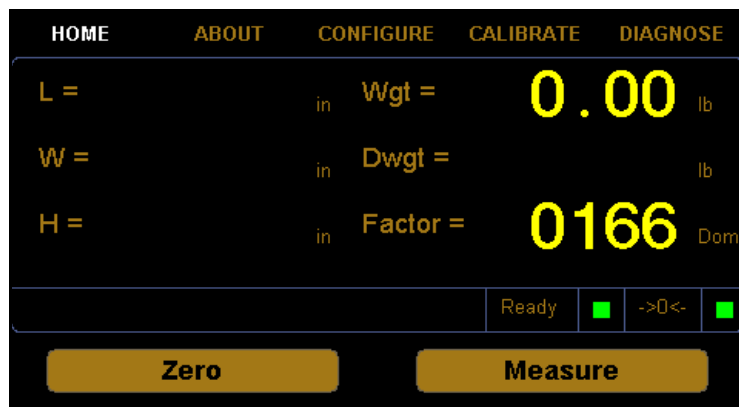 HOME ABOUT CONFIGURE CALIBRATE DIAGNOSE
L = in Wgt = 0.00 lb
W = in Dwgt = lb
H = in Factor = 0166 Dom
Ready ->0<-
Zero Measure